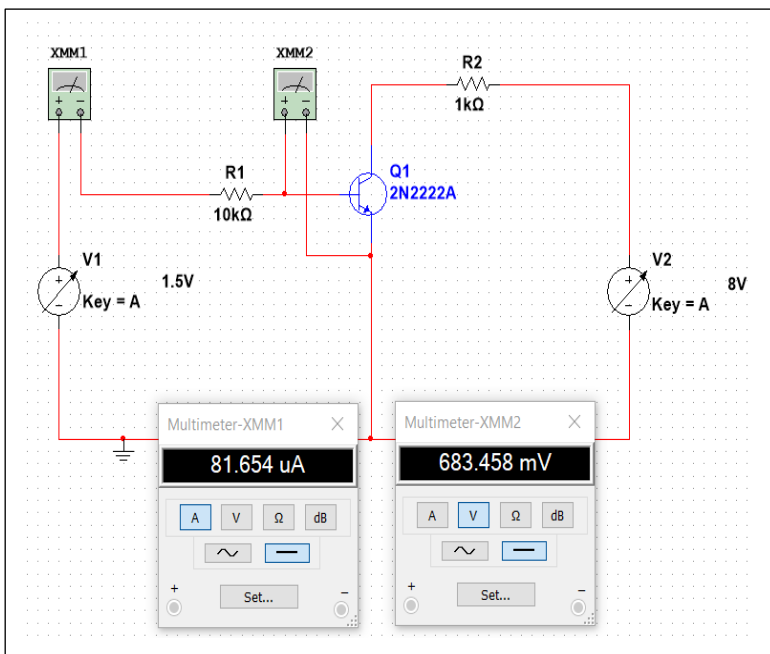 XMM1
XMM2
R2
1kΩ
R1
10kΩ
Q1
2N2222A
V1
1.5V
Key = A
V2
8V
Key = A
Multimeter-XMM1
81.654 uA
A V Ω dB
+ Set... −
Multimeter-XMM2
683.458 mV
A V Ω dB
+ Set... −